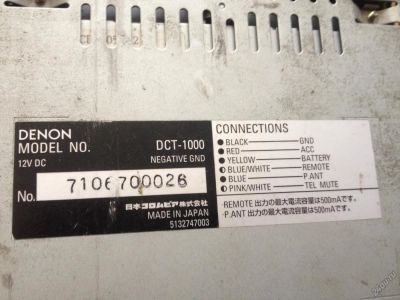 DENON
MODEL NO. DCT-1000
12V DC NEGATIVE GND
No. 7106700026
日本コロムビア株式会社
MADE IN JAPAN
5132747003
CONNECTIONS
BLACK GND
RED ACC
YELLOW BATTERY
BLUE/WHITE REMOTE
BLUE P.ANT
PINK/WHITE TEL MUTE
・REMOTE 出力の最大電流容量は500mAです。
・P.ANT 出力の最大電流容量は500mAです。